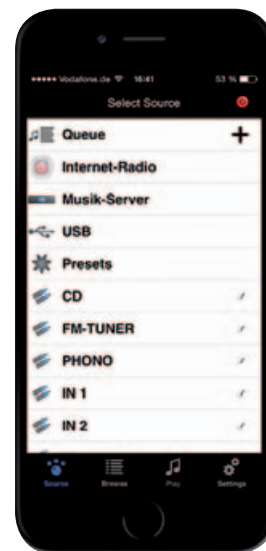 ●●●●● Vodafone.de 16:41 53 %
Select Source
Queue
Internet-Radio
Musik-Server
USB
Presets
CD
FM-TUNER
PHONO
IN 1
IN 2
Source Browse Play Settings